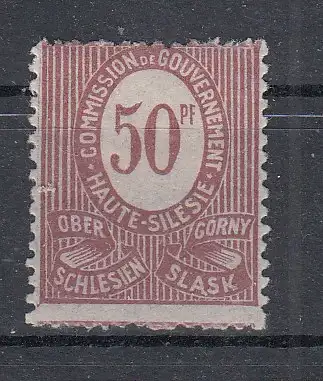 COMMISSION DE GOUVERNEMENT
50 PF
HAUTE-SILESIE
OBER GORNY
SCHLESIEN SLASK